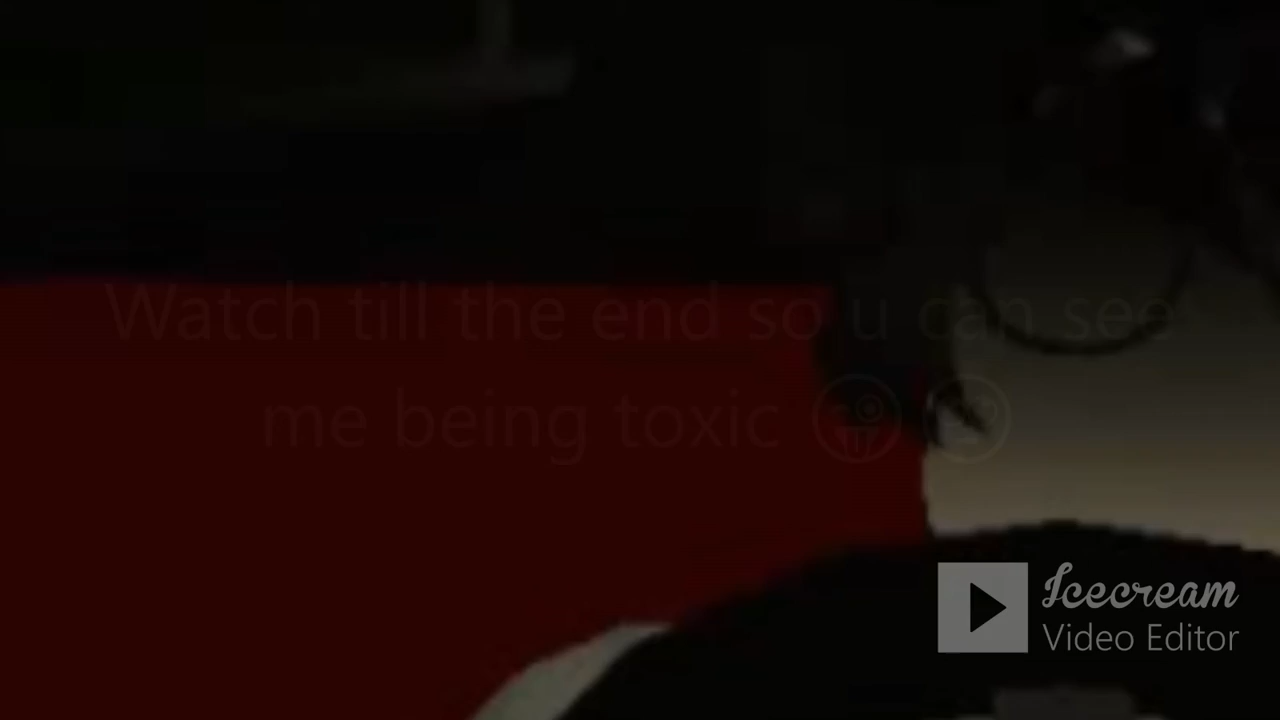 Watch till the end so u can see
me being toxic
Icecream
Video Editor